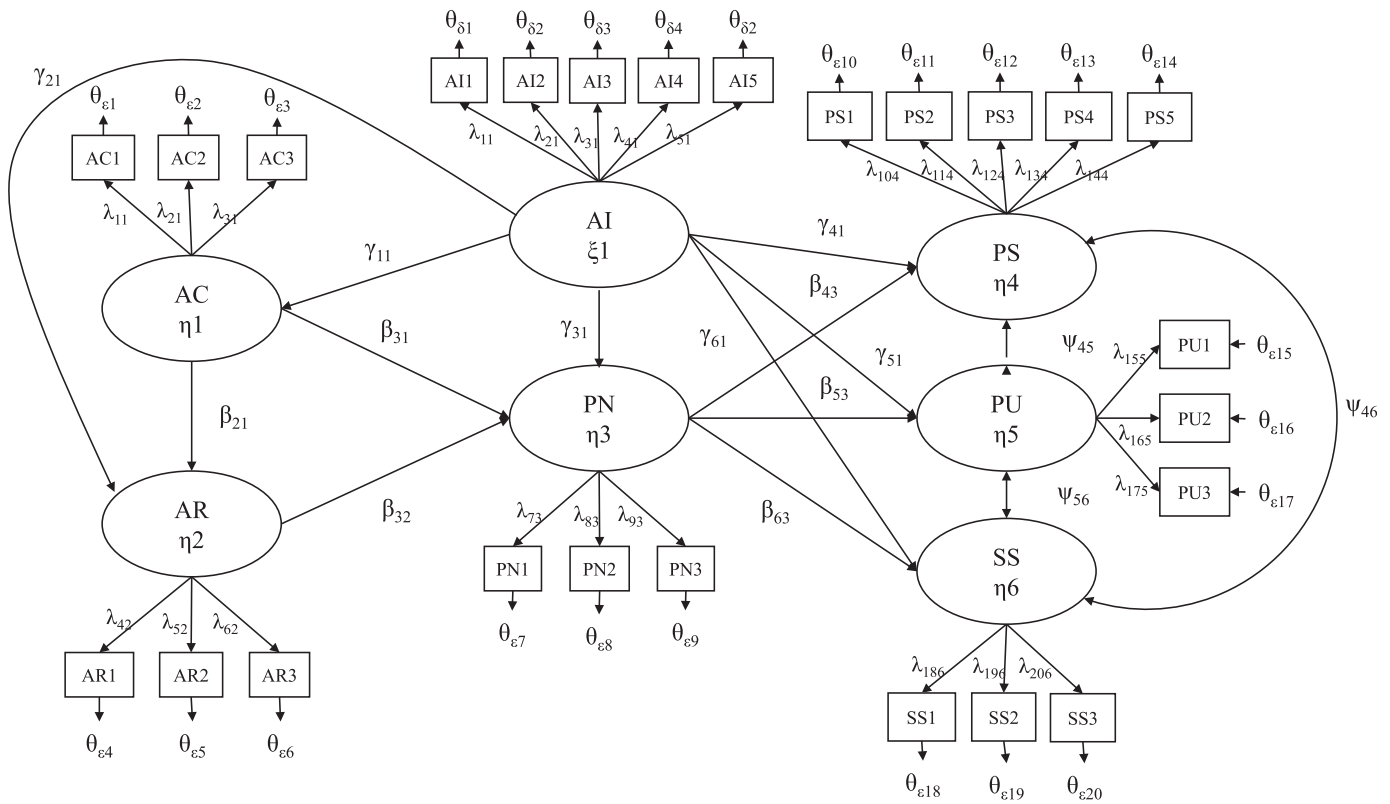 θδ1 θδ2 θδ3 θδ4 θδ2
AI1 AI2 AI3 AI4 AI5
λ11 λ21 λ31 λ41 λ51
θε10 θε11 θε12 θε13 θε14
PS1 PS2 PS3 PS4 PS5
λ104 λ114 λ124 λ134 λ144
γ21
θε1 θε2 θε3
AC1 AC2 AC3
λ11 λ21 λ31
AI
ξ1
γ11
γ41
PS
η4
AC
η1
β43
β31
γ31
γ61
γ51
ψ45
λ155
PU1
θε15
β53
PN
η3
PU
η5
PU2
θε16
λ165
ψ46
β21
λ175
PU3
θε17
ψ56
AR
η2
β32
β63
λ73 λ83 λ93
PN1 PN2 PN3
θε7 θε8 θε9
SS
η6
λ42 λ52 λ62
AR1 AR2 AR3
θε4 θε5 θε6
λ186 λ196 λ206
SS1 SS2 SS3
θε18 θε19 θε20